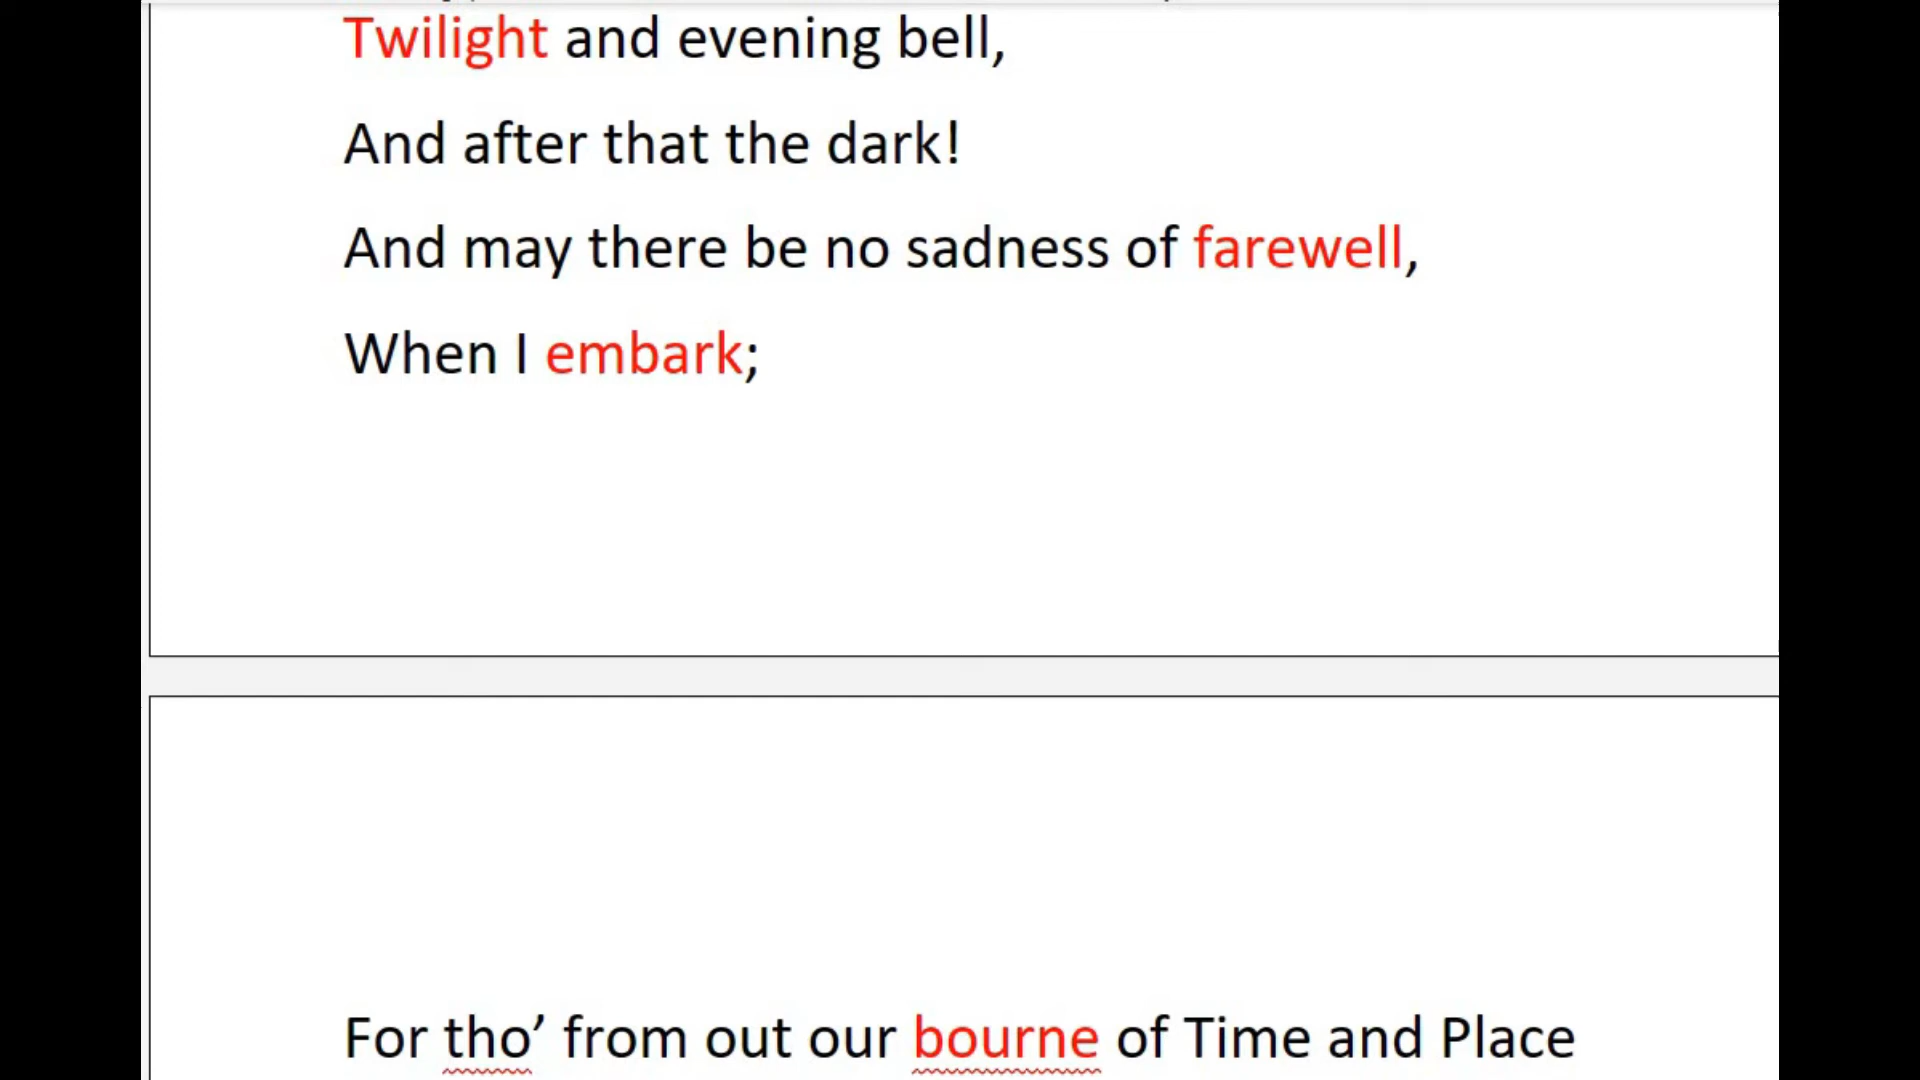 Twilight and evening bell,
And after that the dark!
And may there be no sadness of farewell,
When I embark;
For tho’ from out our bourne of Time and Place